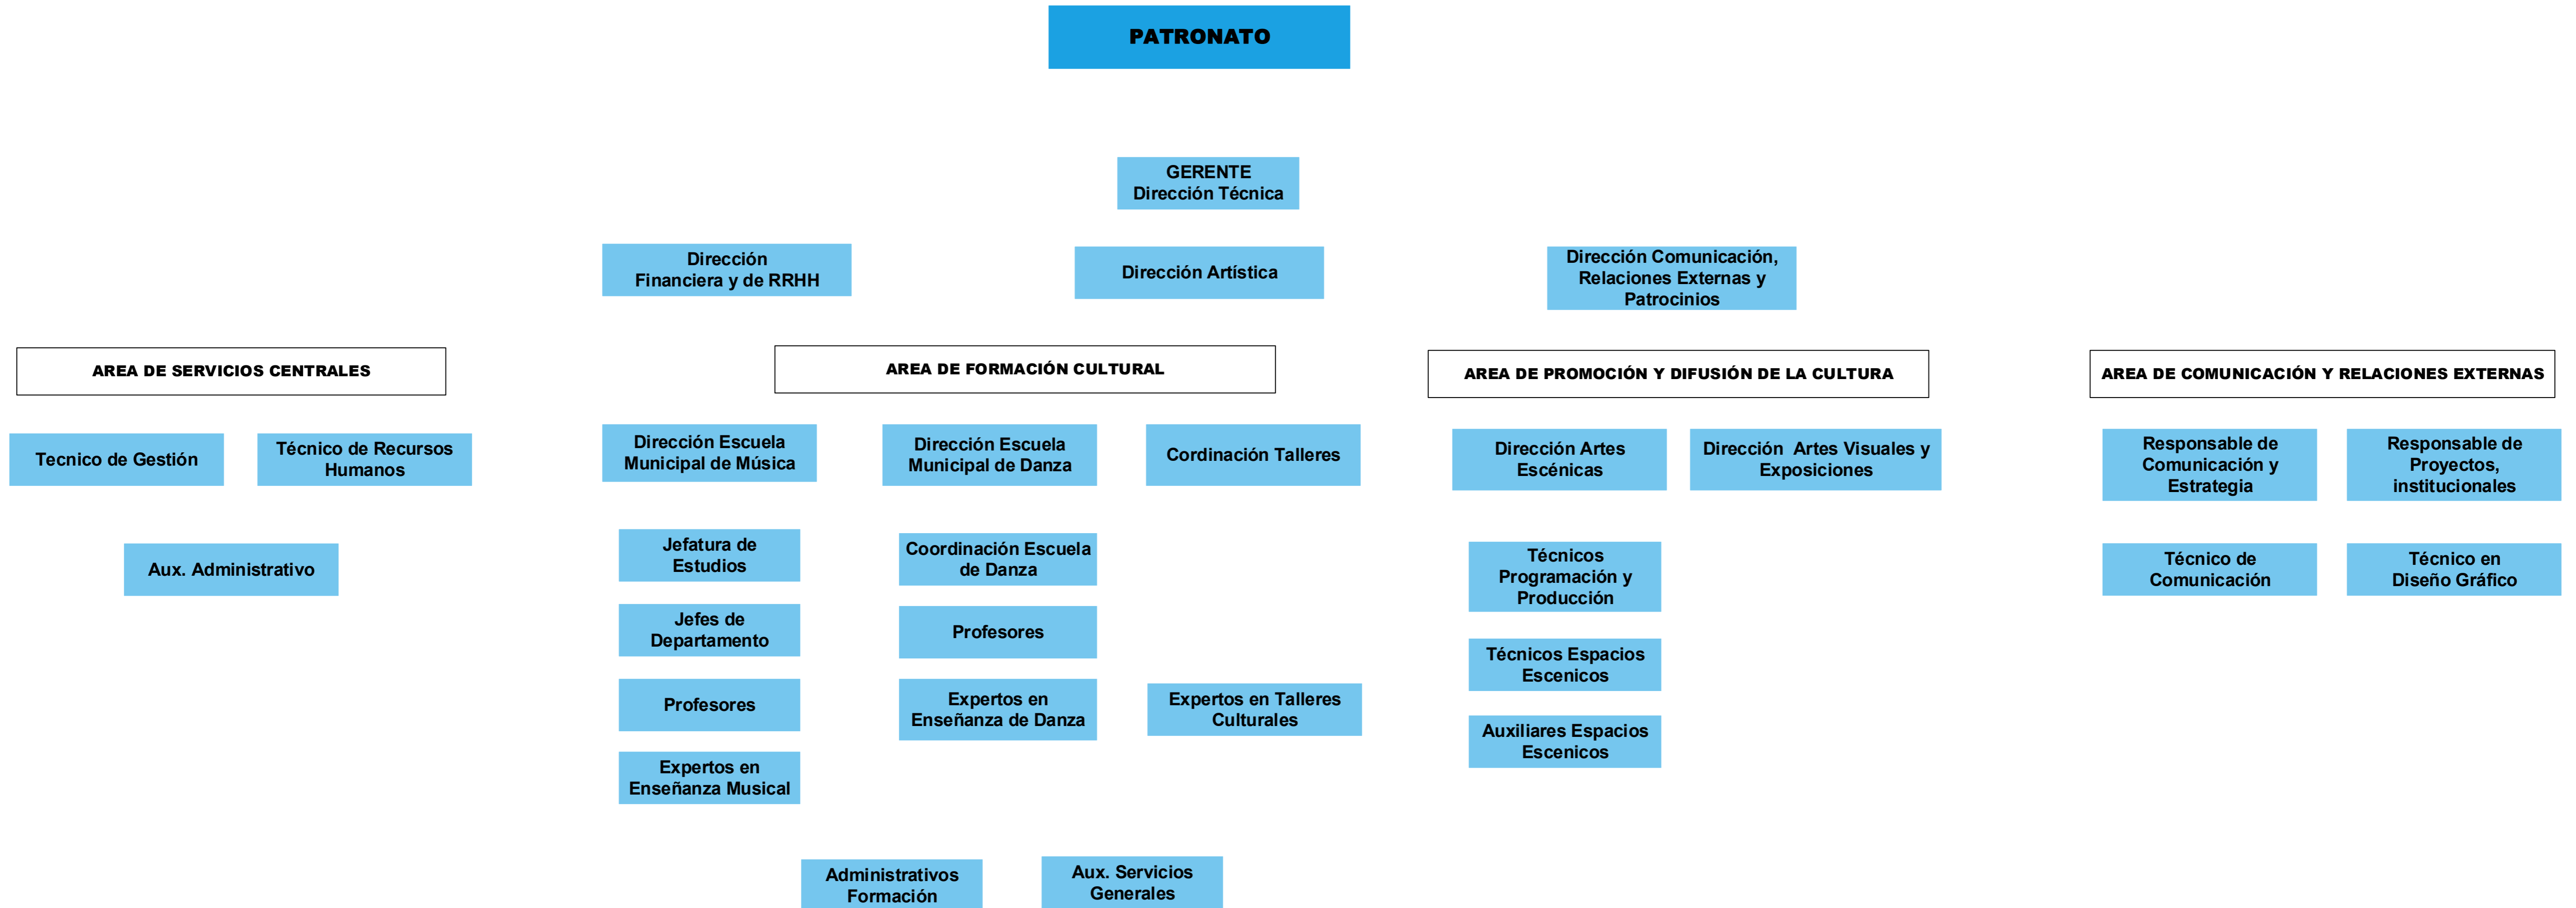 PATRONATO
GERENTE
Dirección Técnica
Dirección
Financiera y de RRHH
Dirección Artística
Dirección Comunicación,
Relaciones Externas y
Patrocinios
AREA DE SERVICIOS CENTRALES
AREA DE FORMACIÓN CULTURAL
AREA DE PROMOCIÓN Y DIFUSIÓN DE LA CULTURA
AREA DE COMUNICACIÓN Y RELACIONES EXTERNAS
Tecnico de Gestión
Técnico de Recursos
Humanos
Aux. Administrativo
Dirección Escuela
Municipal de Música
Dirección Escuela
Municipal de Danza
Cordinación Talleres
Jefatura de
Estudios
Coordinación Escuela
de Danza
Jefes de
Departamento
Profesores
Profesores
Expertos en
Enseñanza de Danza
Expertos en Talleres
Culturales
Expertos en
Enseñanza Musical
Administrativos
Formación
Aux. Servicios
Generales
Dirección Artes
Escénicas
Dirección Artes Visuales y
Exposiciones
Técnicos
Programación y
Producción
Técnicos Espacios
Escenicos
Auxiliares Espacios
Escenicos
Responsable de
Comunicación y
Estrategia
Responsable de
Proyectos,
institucionales
Técnico de
Comunicación
Técnico en
Diseño Gráfico